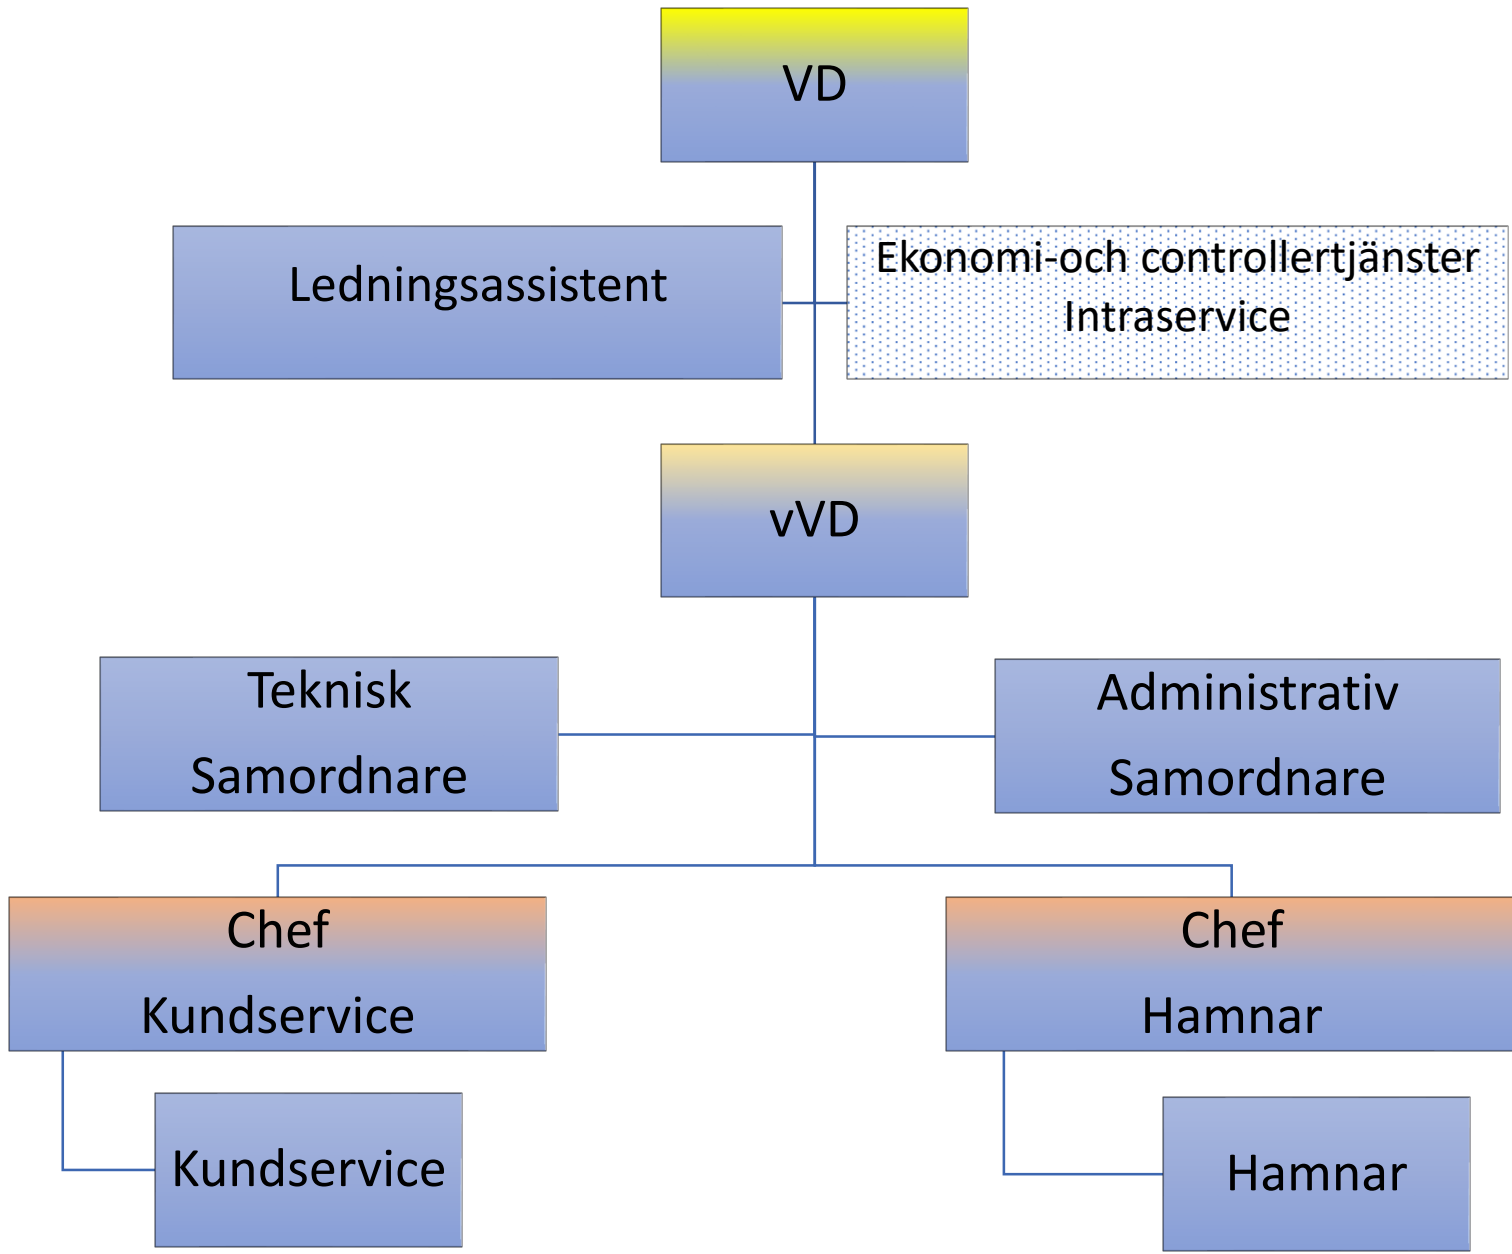 VD
Ledningsassistent
Ekonomi-och controllertjänster
Intraservice
vVD
Teknisk
Samordnare
Administrativ
Samordnare
Chef
Kundservice
Chef
Hamnar
Kundservice
Hamnar